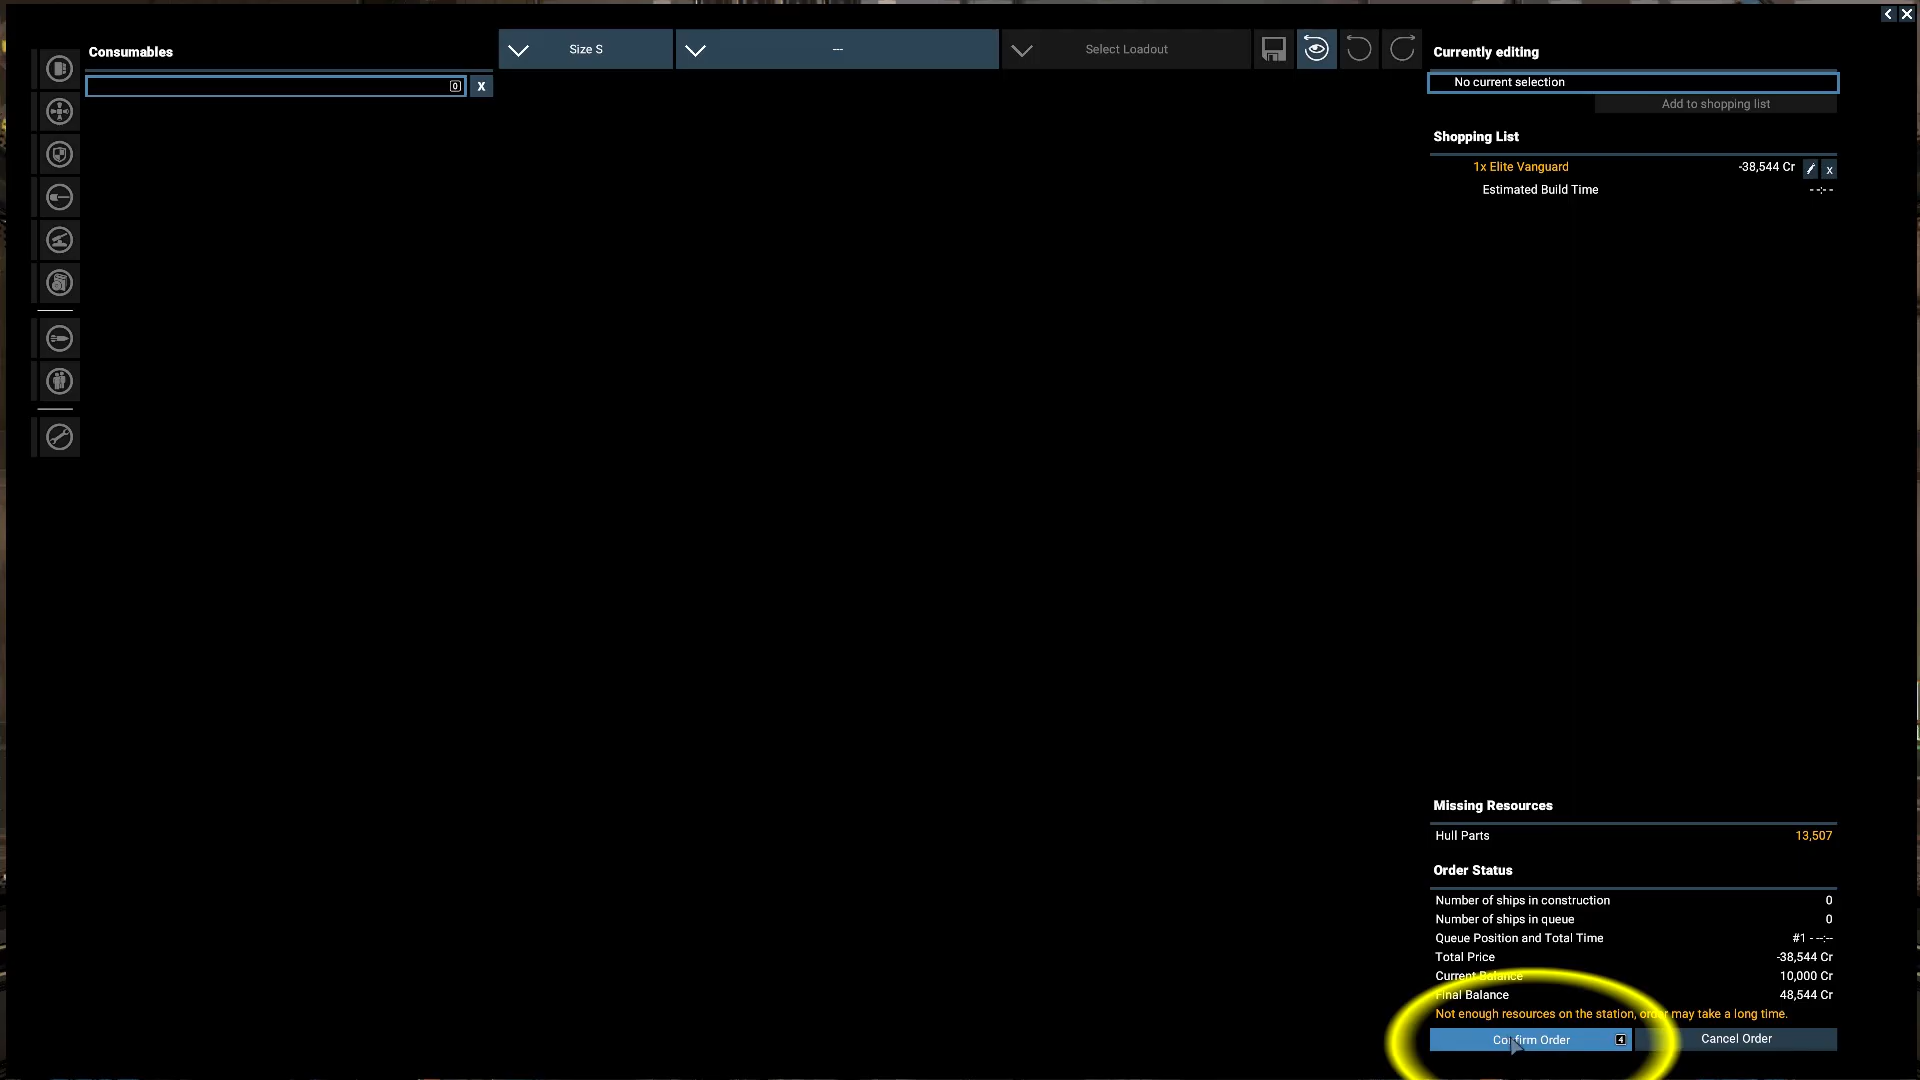 Consumables
0
X
Size S
---
Select Loadout
Currently editing
No current selection
Add to shopping list
Shopping List
1x Elite Vanguard -38,544 Cr x
Estimated Build Time --:--
Missing Resources
Hull Parts 13,507
Order Status
Number of ships in construction 0
Number of ships in queue 0
Queue Position and Total Time #1 - --:--
Total Price -38,544 Cr
Current Balance 10,000 Cr
Final Balance 48,544 Cr
Not enough resources on the station, order may take a long time.
Confirm Order 4
Cancel Order